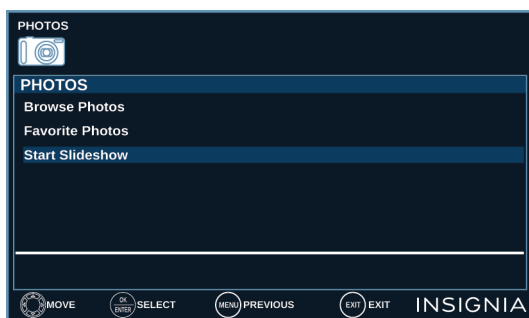 PHOTOS
PHOTOS
Browse Photos
Favorite Photos
Start Slideshow
MOVE OK ENTER SELECT MENU PREVIOUS EXIT EXIT INSIGNIA